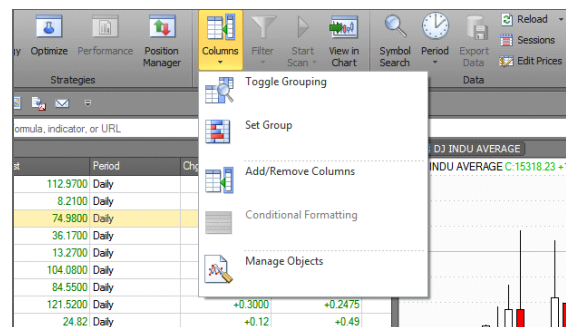 Optimize Performance Position Manager Columns Filter Start Scan View in Chart Symbol Search Period Export Data Reload
Sessions
Edit Prices
Strategies Data
Toggle Grouping
Set Group
Add/Remove Columns
Conditional Formatting
Manage Objects
ormula, indicator, or URL
DJ INDU AVERAGE
Period INDU AVERAGE C:15318.23
112.9700 Daily
8.2100 Daily
74.9800 Daily
36.1700 Daily
13.2700 Daily
104.0800 Daily
84.5500 Daily
121.5200 Daily +0.3000 +0.2475
24.82 Daily +0.12 +0.49